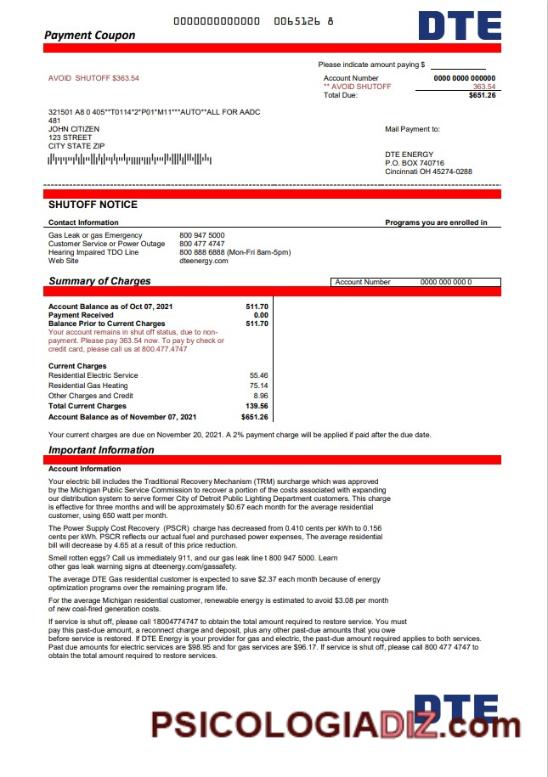 0000000000000 0065126 8
DTE
Payment Coupon
Please indicate amount paying $
AVOID SHUTOFF $363.54
Account Number 0000 0000 000000
** AVOID SHUTOFF 363.54
Total Due: $651.26
321501 A8 0 405**T0114*2*P01*M11***AUTO**ALL FOR AADC
481
JOHN CITIZEN
123 STREET
CITY STATE ZIP
Mail Payment to:
DTE ENERGY
P.O. BOX 740716
Cincinnati OH 45274-0288
SHUTOFF NOTICE
Contact Information Programs you are enrolled in
Gas Leak or gas Emergency 800 947 5000
Customer Service or Power Outage 800 477 4747
Hearing Impaired TDO Line 800 888 6888 (Mon-Fri 8am-5pm)
Web Site dteenergy.com
Summary of Charges Account Number 0000 000 000 0
Account Balance as of Oct 07, 2021 511.70
Payment Received 0.00
Balance Prior to Current Charges 511.70
Your account remains in shut off status, due to non-
payment. Please pay 363.54 now. To pay by check or
credit card, please call us at 800.477.4747
Current Charges
Residential Electric Service 55.46
Residential Gas Heating 75.14
Other Charges and Credit 8.96
Total Current Charges 139.56
Account Balance as of November 07, 2021 $651.26
Your current charges are due on November 20, 2021. A 2% payment charge will be applified if paid after the due date.
Important Information
Account Information
Your electric bill includes the Traditional Recovery Mechanism (TRM) surcharge which was approved
by the Michigan Public Service Commission to recover a portion of the costs associated with expanding
our distribution system to serve former City of Detroit Public Lighting Department customers. This charge
is effective for three months and will be approximately $0.67 each month for the average residential
customer, using 650 watt per month.
The Power Supply Cost Recovery (PSCR) charge has decreased from 0.410 cents per kWh to 0.156
cents per kWh. PSCR reflects our actual fuel and purchased power expenses, The average residential
bill will decrease by 4.65 at a result of this price reduction.
Smell rotten eggs? Call us immediately 911, and our gas leak line t 800 947 5000. Learn
other gas leak warning signs at dteenergy.com/gassafety.
The average DTE Gas residential customer is expected to save $2.37 each month because of energy
optimization programs over the remaining program life.
For the average Michigan residential customer, renewable energy is estimated to avoid $3.08 per month
of new coal-fired generation costs.
If service is shut off, please call 18004774747 to obtain the total amount required to restore service. You must
pay this past-due amount, a reconnect charge and deposit, plus any other past-due amounts that you owe
before service is restored. If DTE Energy is your provider for gas and electric, the past-due amount required applies to both services.
Past due amounts for electric services are $98.95 and for gas services are $96.17. If service is shut off, please call 800 477 4747 to
obtain the total amount required to restore services.
DTE
PSICOLOGIADIZ.com